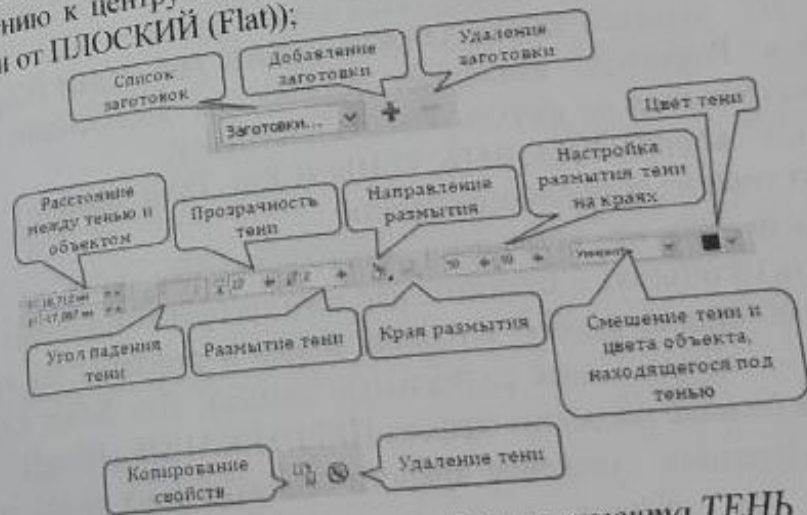 нию к центру
и от ПЛОСКИЙ (Flat));
Список
заготовок
Добавление
заготовки
Удаление
заготовки
Заготовки...
Цвет тени
Расстояние
между тенью и
объектом
Прозрачность
тени
Направление
размытия
Настройка
размытия тени
на краях
Угол падения
тени
Размытие тени
Края размытия
Смешение тени и
цвета объекта,
находящегося под
тенью
Копирование
свойств
Удаление тени
ТЕНЬ